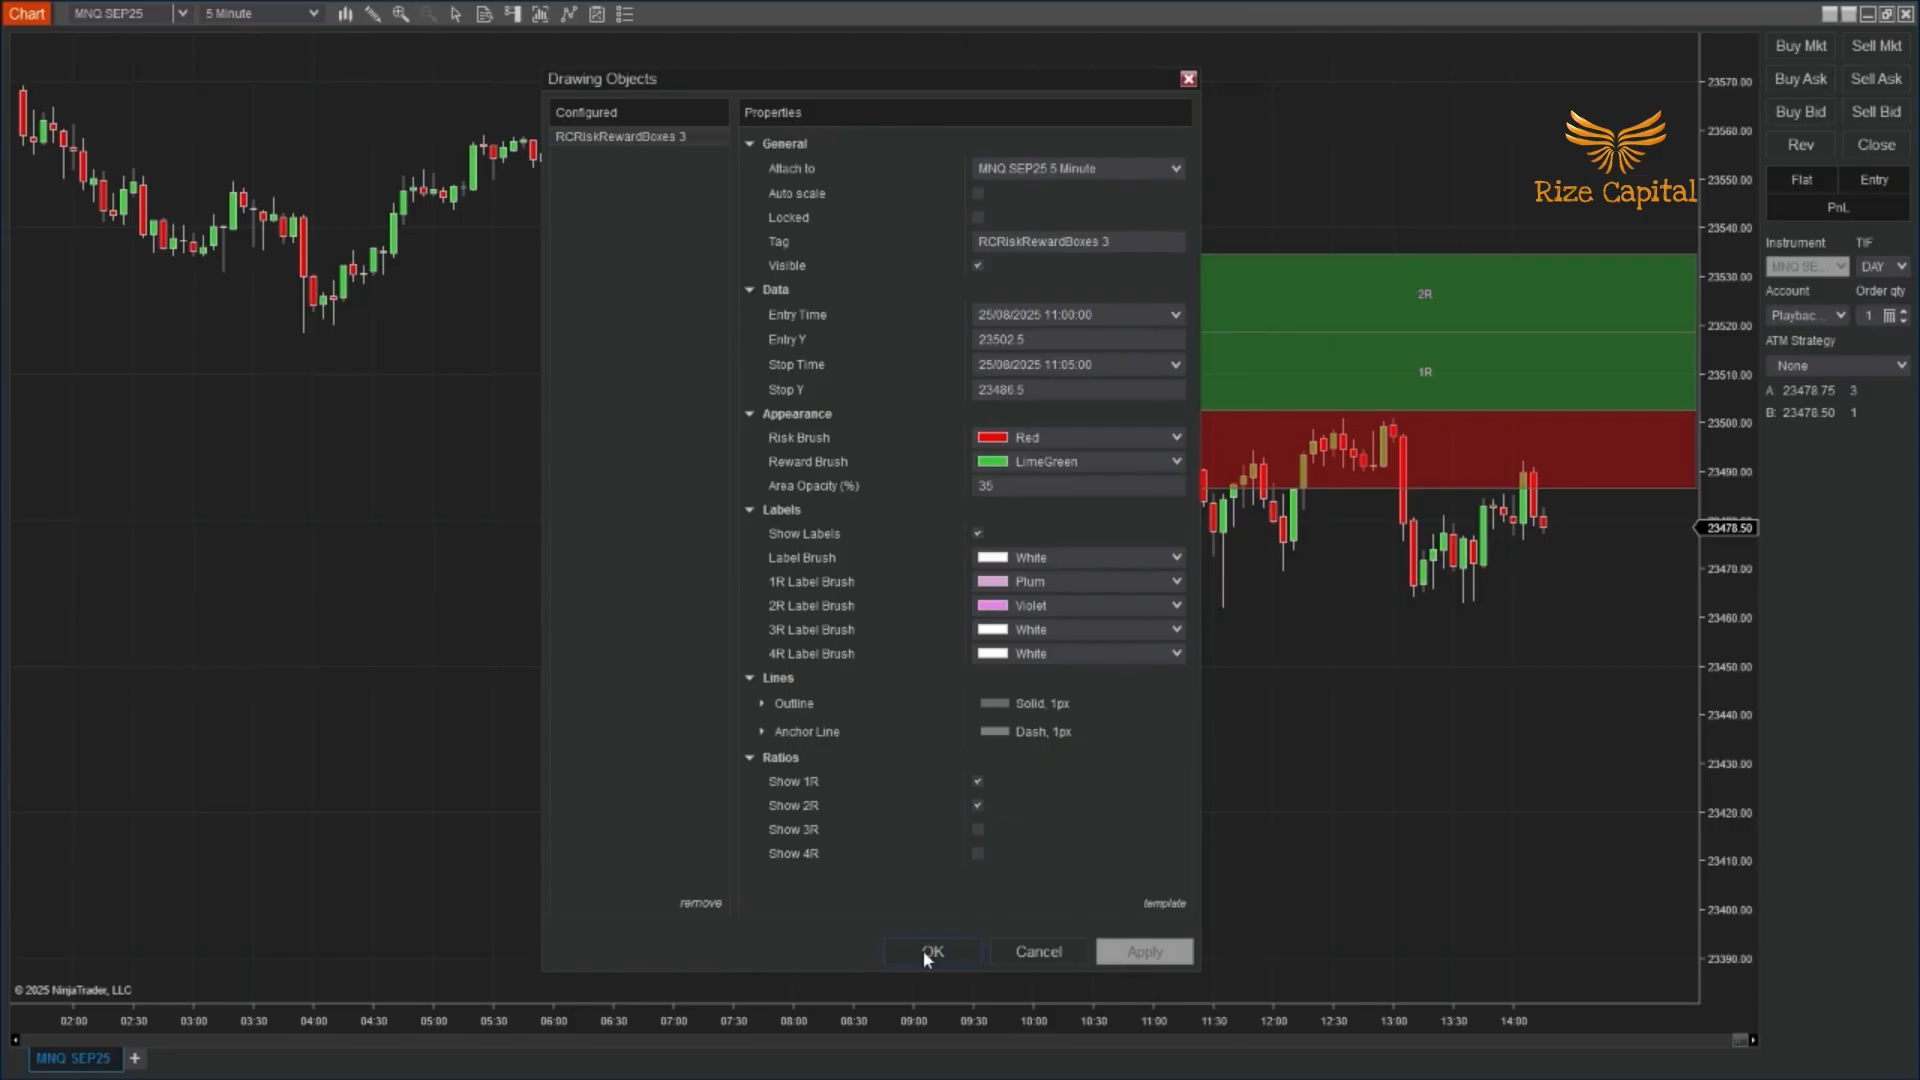 Chart MNQ SEP25 5 Minute
Drawing Objects
Configured
RCRiskRewardBoxes 3
remove
Properties
General
Attach to MNQ SEP25 5 Minute
Auto scale
Locked
Tag RCRiskRewardBoxes 3
Visible
Data
Entry Time 25/08/2025 11:00:00
Entry Y 23502.5
Stop Time 25/08/2025 11:05:00
Stop Y 23486.5
Appearance
Risk Brush Red
Reward Brush LimeGreen
Area Opacity (%) 35
Labels
Show Labels
Label Brush White
1R Label Brush Plum
2R Label Brush Violet
3R Label Brush White
4R Label Brush White
Lines
Outline Solid, 1px
Anchor Line Dash, 1px
Ratios
Show 1R
Show 2R
Show 3R
Show 4R
template
OK Cancel Apply
Rize Capital
2R
1R
23570.00
23560.00
23550.00
23540.00
23530.00
23520.00
23510.00
23500.00
23490.00
23478.50
23470.00
23460.00
23450.00
23440.00
23430.00
23420.00
23410.00
23400.00
23390.00
Buy Mkt Sell Mkt
Buy Ask Sell Ask
Buy Bid Sell Bid
Rev Close
Flat Entry
PnL
Instrument TIF
MNQ SE... DAY
Account Order qty
Playbac... 1
ATM Strategy
None
A: 23478.75 3
B: 23478.50 1
© 2025 NinjaTrader, LLC
02:00 02:30 03:00 03:30 04:00 04:30 05:00 05:30 06:00 06:30 07:00 07:30 08:00 08:30 09:00 09:30 10:00 10:30 11:00 11:30 12:00 12:30 13:00 13:30 14:00
MNQ SEP25 +